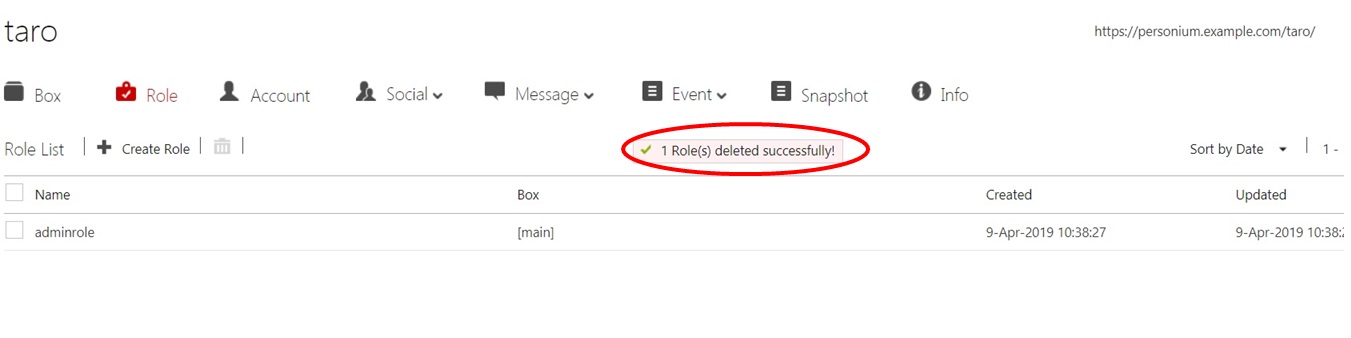 taro
https://personium.example.com/taro/
Box Role Account Social Message Event Snapshot Info
Role List Create Role 1 Role(s) deleted successfully! Sort by Date 1 -
Name Box Created Updated
adminrole [main] 9-Apr-2019 10:38:27 9-Apr-2019 10:38: